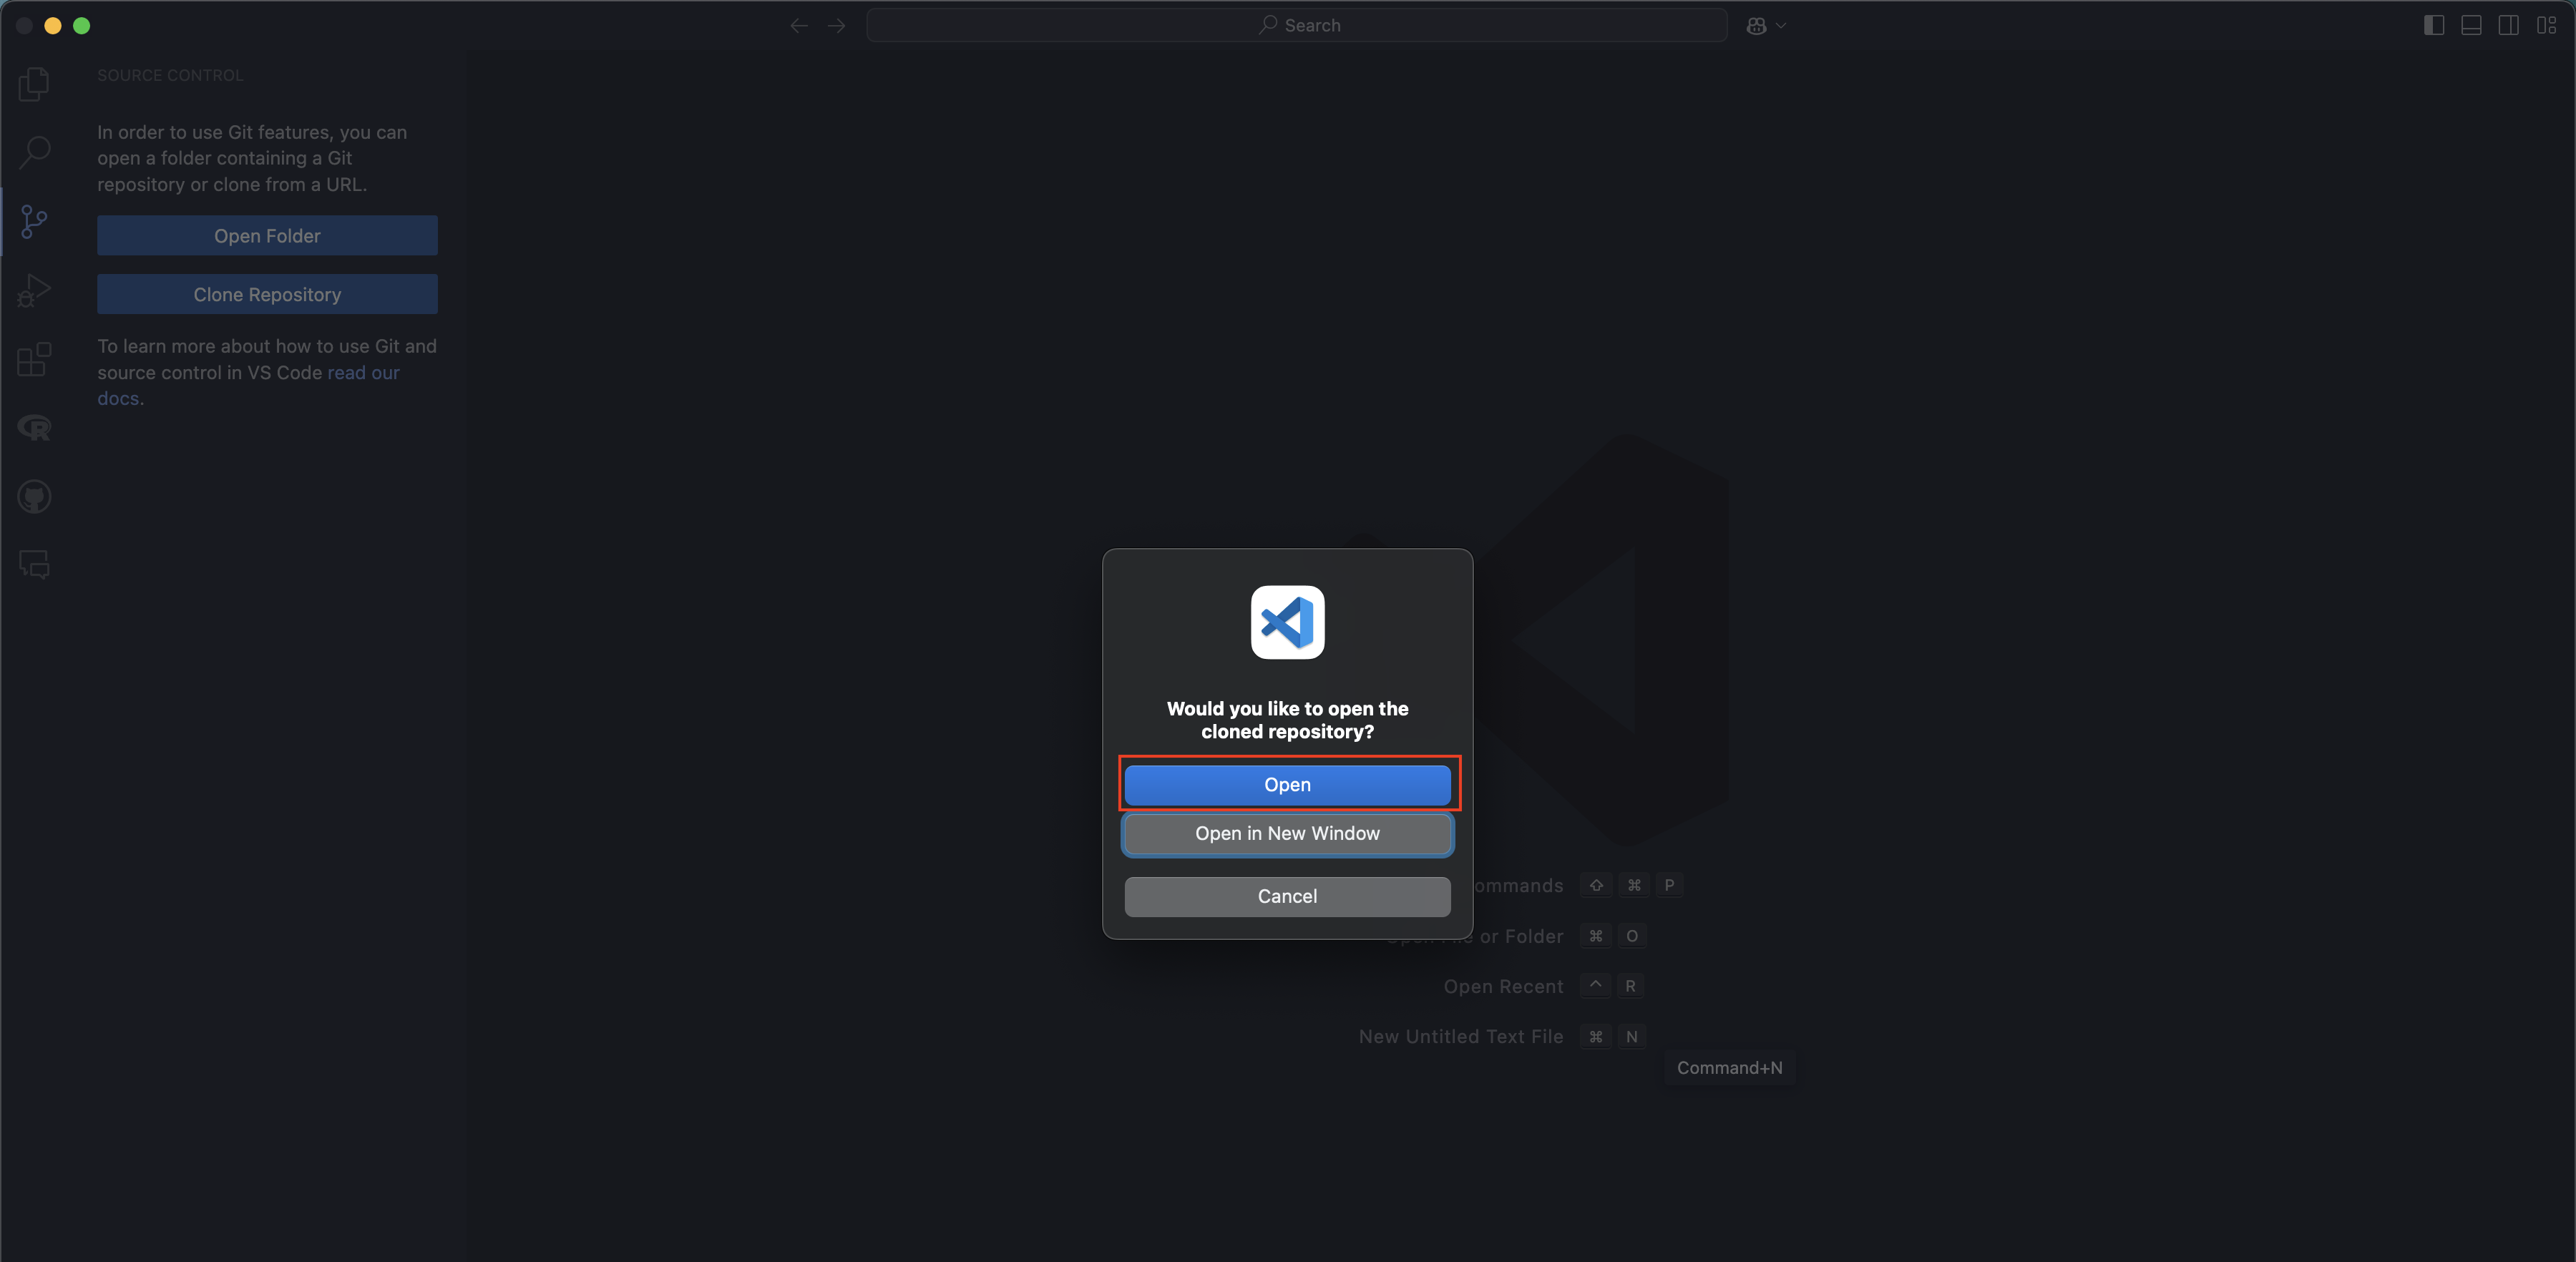 Search
SOURCE CONTROL
In order to use Git features, you can
open a folder containing a Git
repository or clone from a URL.
Open Folder
Clone Repository
To learn more about how to use Git and
source control in VS Code read our
docs.
Would you like to open the
cloned repository?
Open
Open in New Window
Cancel
ommands ⇧ ⌘ P
or Folder ⌘ O
Open Recent ^ R
New Untitled Text File ⌘ N
Command+N